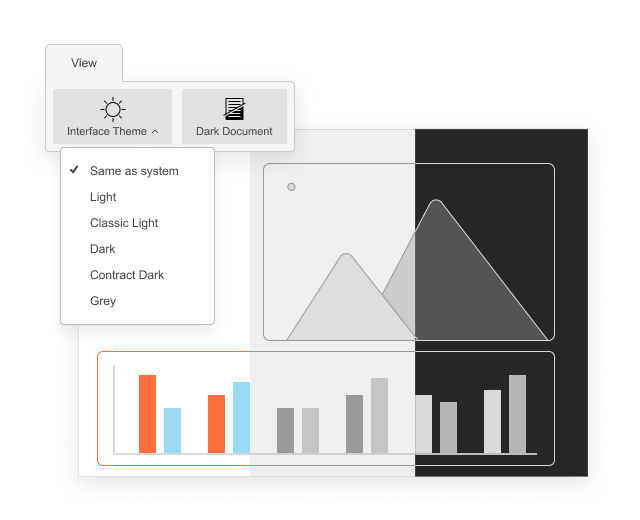 View
Interface Theme
Dark Document
Same as system
Light
Classic Light
Dark
Contract Dark
Grey